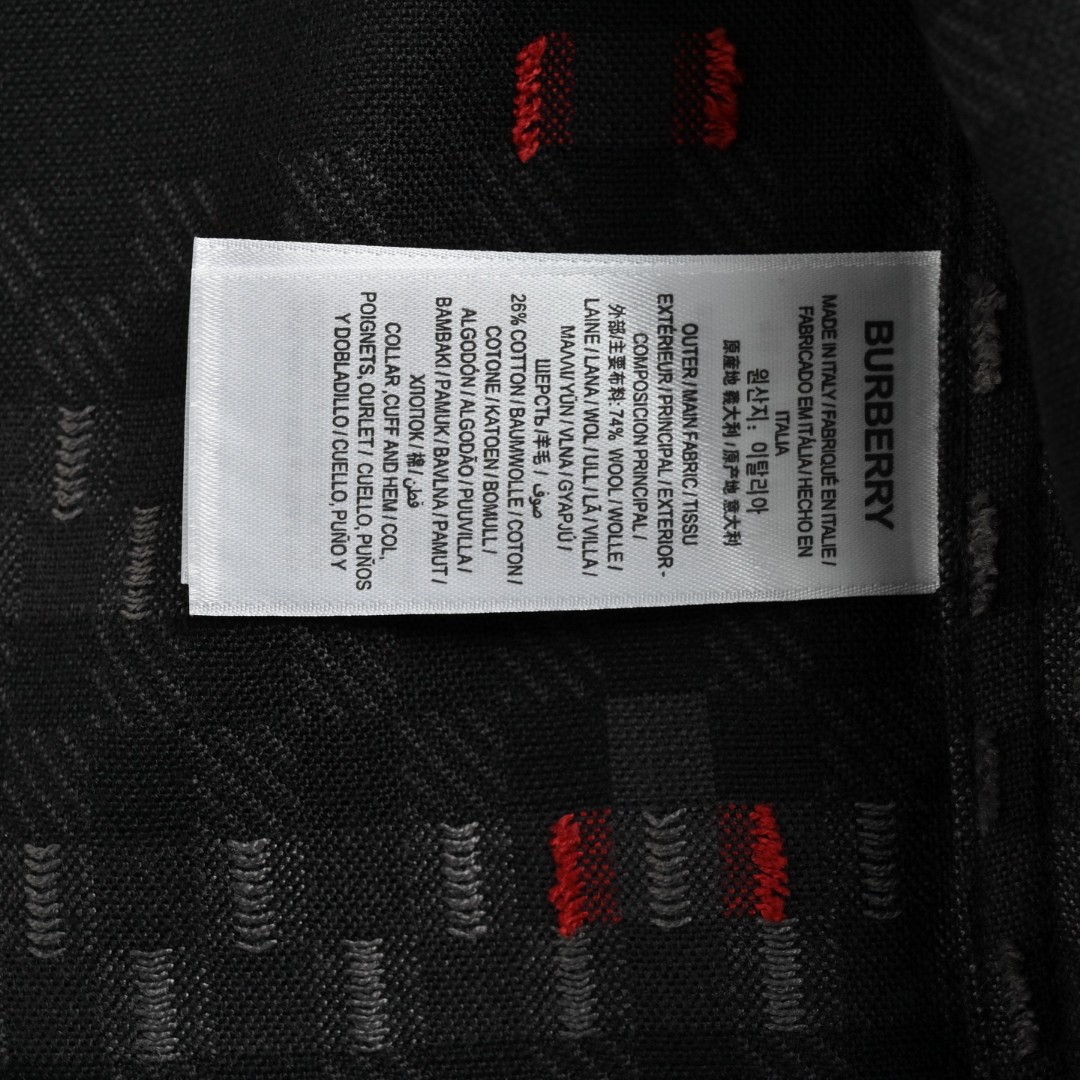 BURBERRY
MADE IN ITALY / FABRIQUÉ EN ITALIE /
FABRICADO EM ITÁLIA / HECHO EN
ITALIA
원산지: 이탈리아
原産地 義大利 / 原产地 意大利
OUTER / MAIN FABRIC / TISSU
EXTÉRIEUR / PRINCIPAL / EXTERIOR -
COMPOSICION PRINCIPAL /
外部/主要布料: 74% WOOL / WOLLE /
LAINE / LANA / WOL / ULL / LÃ / VILLA /
ΜΑΛΛΙ / YÜN / VLNA / GYAPJÚ /
ШЕРСТЬ / 羊毛 / صوف
26% COTTON / BAUMWOLLE / COTON /
COTONE / KATOEN / BOMULL /
ALGODÓN / ALGODÃO / PUUVILLA /
BAMBAKI / PAMUK / BAVLNA / PAMUT /
ХЛОПОК / 棉 / قطن
COLLAR, CUFF AND HEM / COL,
POIGNETS, OURLET / CUELLO, PUÑOS
Y DOBLADILLO / CUELLO, PUÑO Y